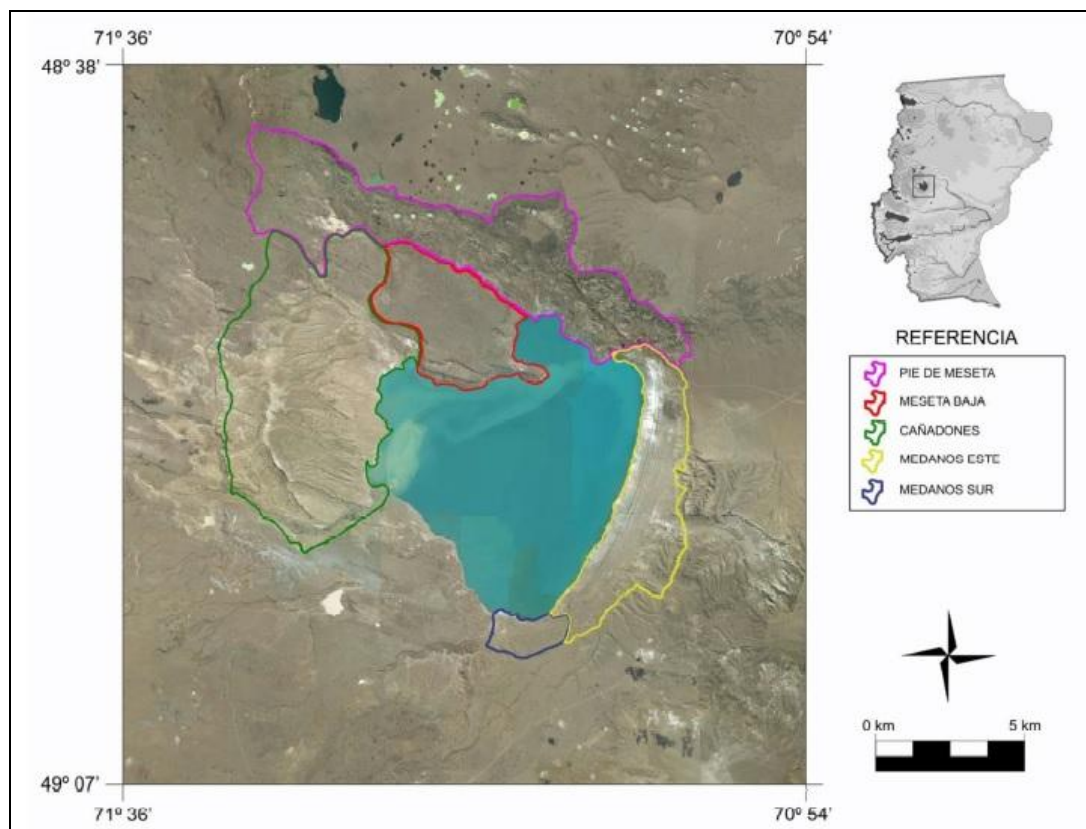 71º 36’
70º 54’
48º 38’
REFERENCIA
PIE DE MESETA
MESETA BAJA
CAÑADONES
MEDANOS ESTE
MEDANOS SUR
0 km
5 km
49º 07’
71º 36’
70º 54’